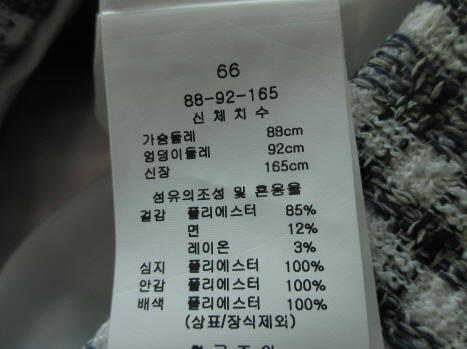 66
88-92-165
신체치수
가슴둘레 88cm
엉덩이둘레 92cm
신장 165cm
섬유의조성 및 혼용율
겉감 폴리에스터 85%
면 12%
레이온 3%
심지 폴리에스터 100%
안감 폴리에스터 100%
배색 폴리에스터 100%
(상표/장식제외)